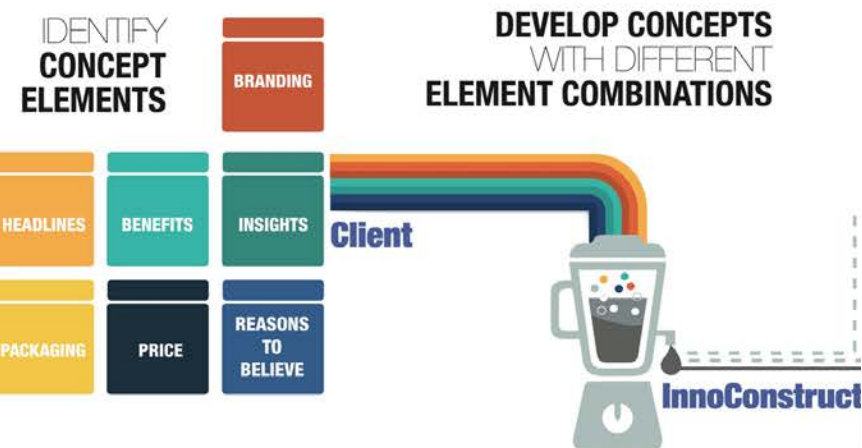 IDENTIFY
CONCEPT
ELEMENTS
BRANDING
HEADLINES
BENEFITS
INSIGHTS
PACKAGING
PRICE
REASONS
TO
BELIEVE
DEVELOP CONCEPTS
WITH DIFFERENT
ELEMENT COMBINATIONS
Client
InnoConstruct